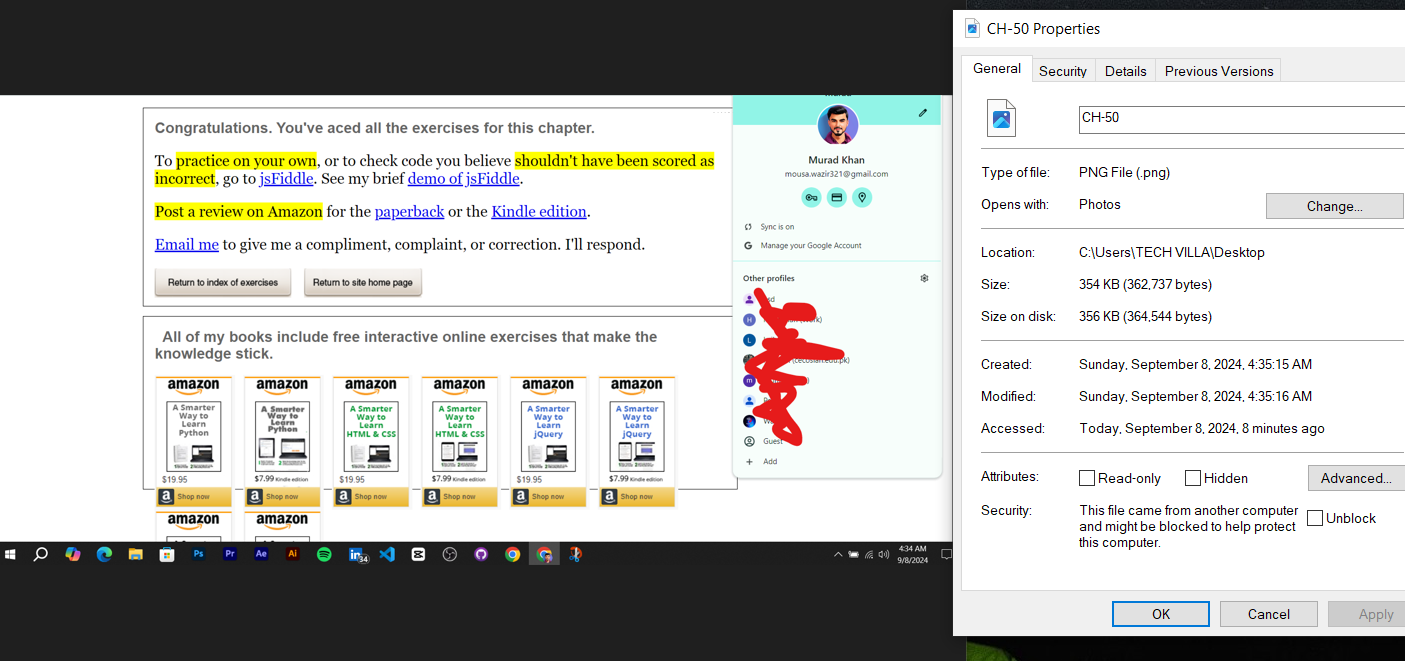 Congratulations. You've aced all the exercises for this chapter.
To practice on your own, or to check code you believe shouldn't have been scored as
incorrect, go to jsFiddle. See my brief demo of jsFiddle.
Post a review on Amazon for the paperback or the Kindle edition.
Email me to give me a compliment, complaint, or correction. I'll respond.
Return to index of exercises
Return to site home page
All of my books include free interactive online exercises that make the
knowledge stick.
amazon
A Smarter
Way to
Learn
Python
$19.95
Shop now
amazon
A Smarter
Way to
Learn
Python
$7.99 Kindle edition
Shop now
amazon
A Smarter
Way to
Learn
HTML & CSS
$19.95
Shop now
amazon
A Smarter
Way to
Learn
HTML & CSS
$7.99 Kindle edition
Shop now
amazon
A Smarter
Way to
Learn
jQuery
$19.95
Shop now
amazon
A Smarter
Way to
Learn
jQuery
$7.99 Kindle edition
Shop now
amazon
amazon
Murad Khan
mousa.wazir321@gmail.com
Sync is on
Manage your Google Account
Other profiles
H
L
(cecosian.edu.pk)
m
Guest
Add
Ps
Pr
Ae
Ai
34
4:34 AM
9/8/2024
CH-50 Properties
General
Security
Details
Previous Versions
CH-50
Type of file: PNG File (.png)
Opens with: Photos
Change...
Location: C:\Users\TECH VILLA\Desktop
Size: 354 KB (362,737 bytes)
Size on disk: 356 KB (364,544 bytes)
Created: Sunday, September 8, 2024, 4:35:15 AM
Modified: Sunday, September 8, 2024, 4:35:16 AM
Accessed: Today, September 8, 2024, 8 minutes ago
Attributes: Read-only Hidden Advanced...
Security: This file came from another computer
and might be blocked to help protect
this computer.
Unblock
OK
Cancel
Apply